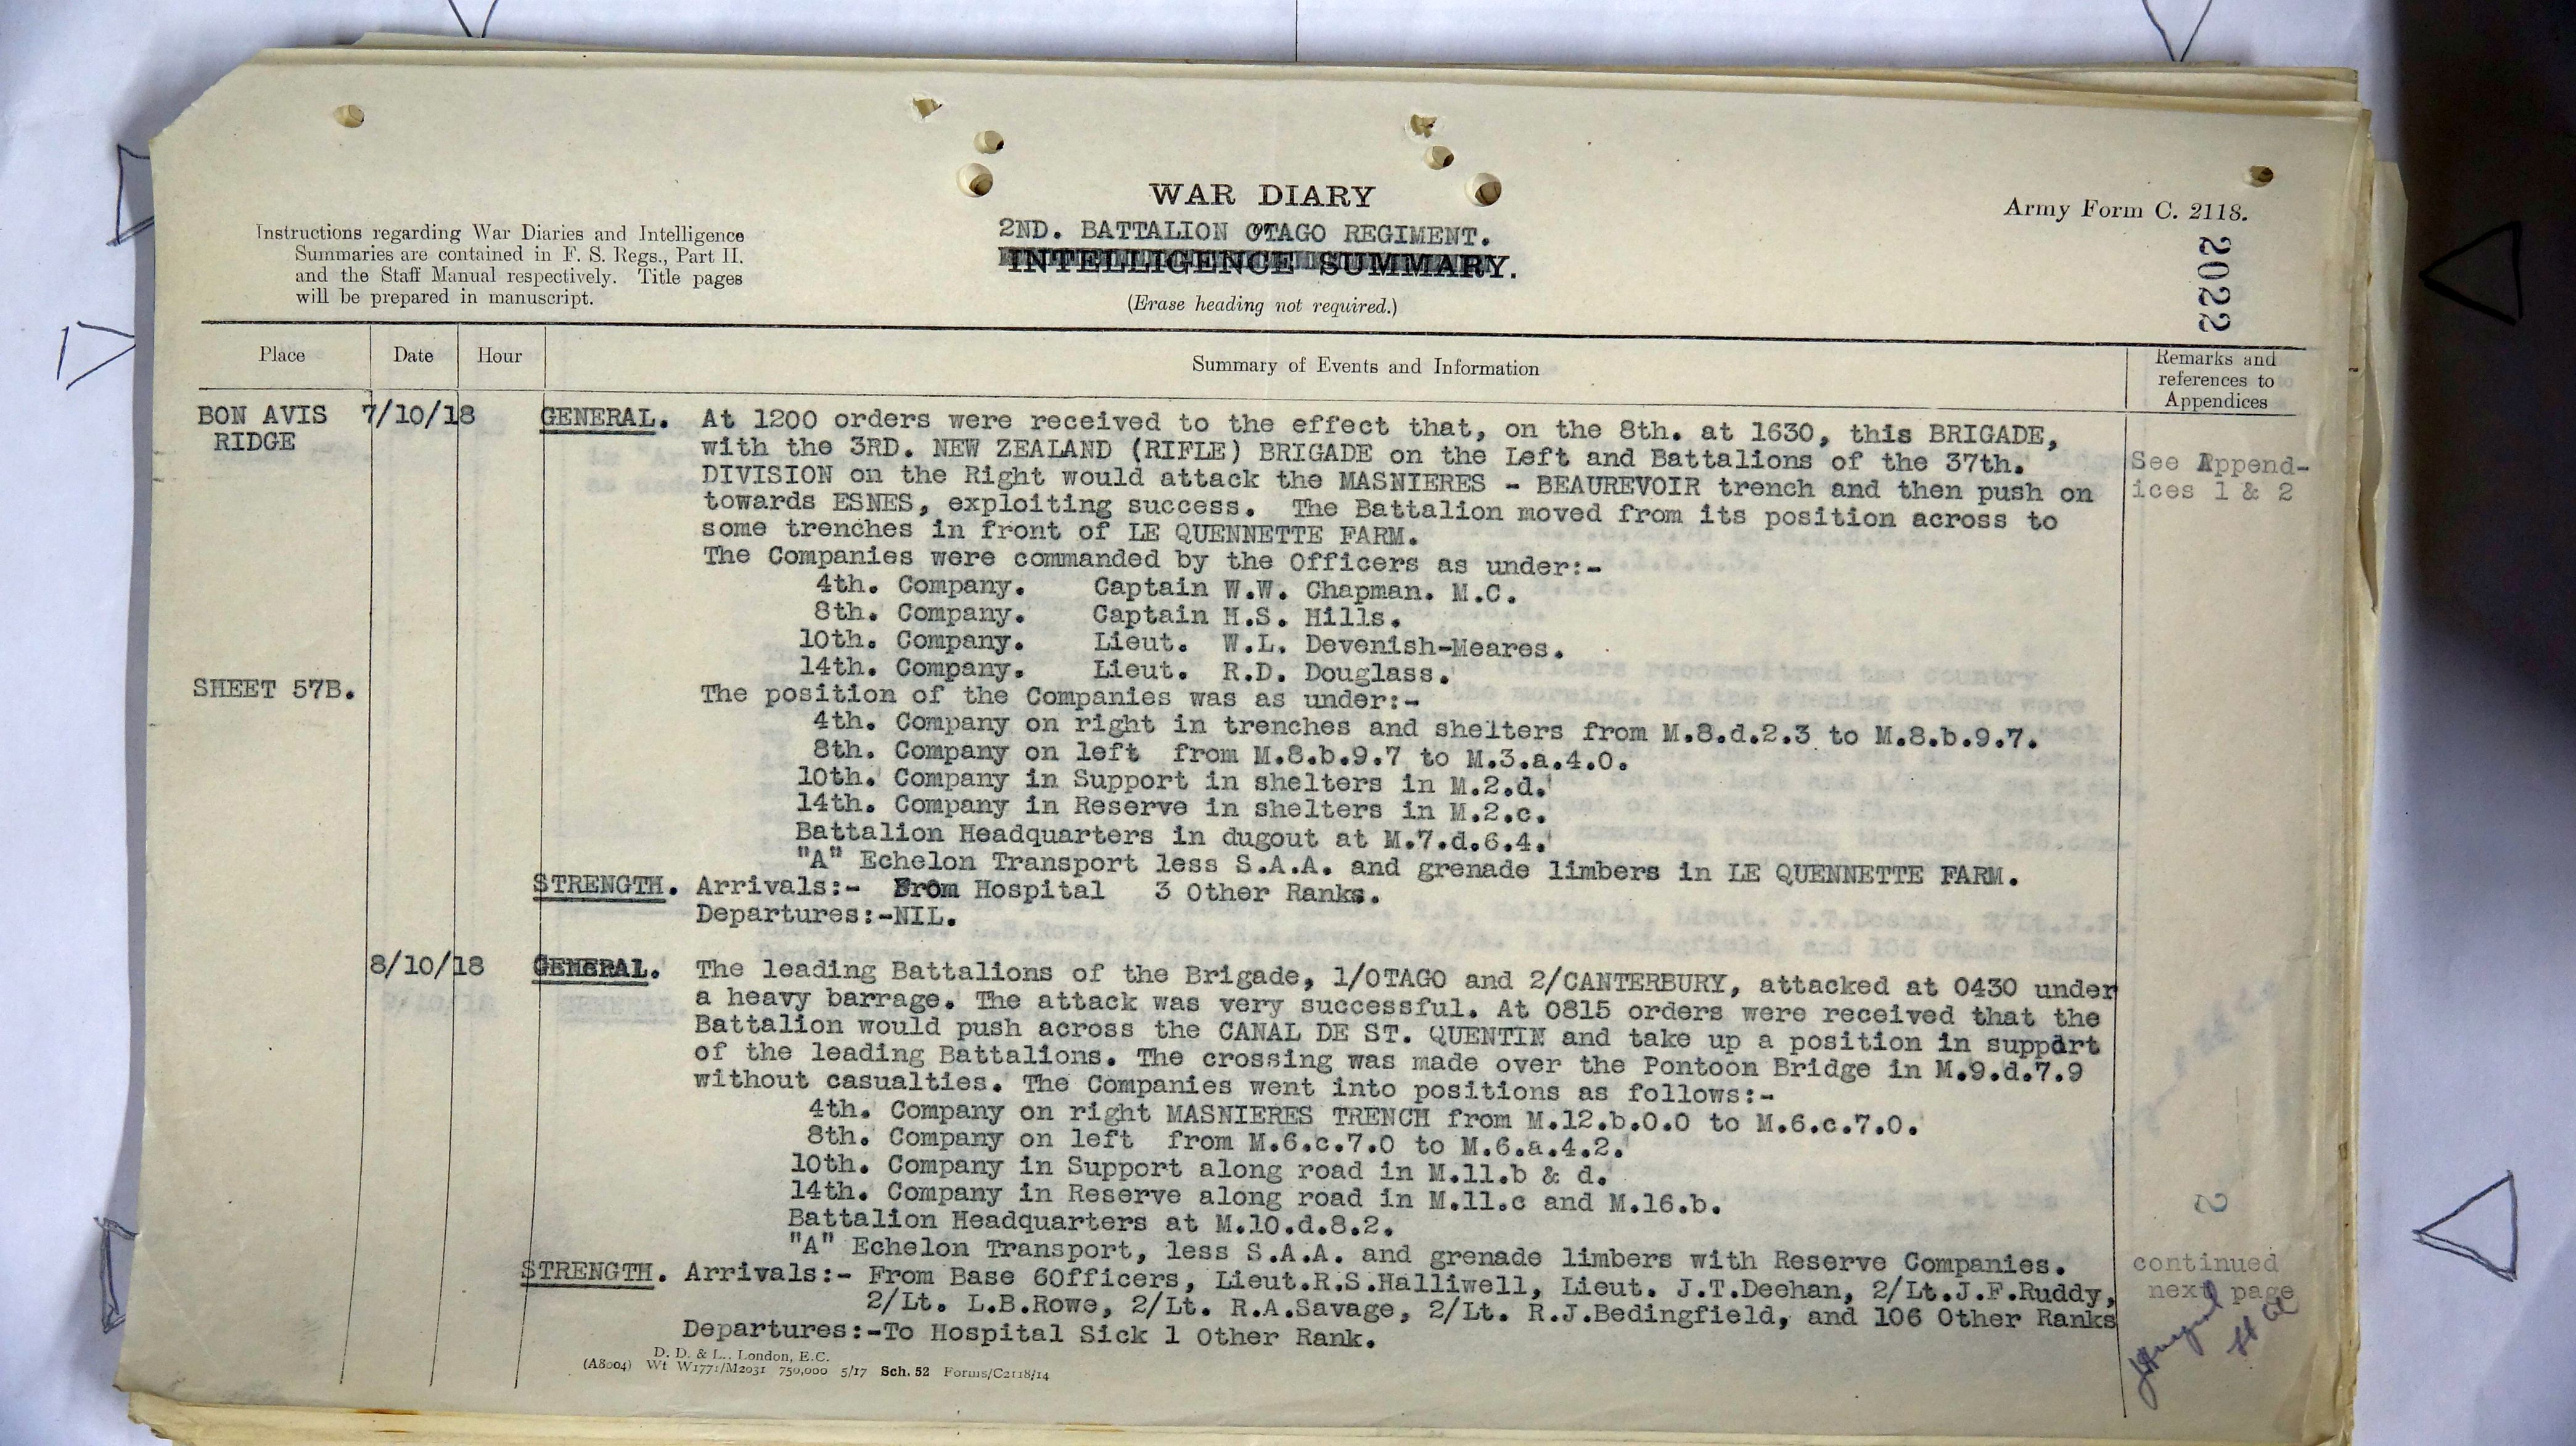 WAR DIARY
2ND. BATTALION OTAGO REGIMENT.
INTELLIGENCE SUMMARY.
(Erase heading not required.)
Army Form C. 2118.
2022
Instructions regarding War Diaries and Intelligence
Summaries are contained in F. S. Regs., Part II.
and the Staff Manual respectively. Title pages
will be prepared in manuscript.
Place Date Hour Summary of Events and Information Remarks and
references to
Appendices
BON AVIS 7/10/18 GENERAL. At 1200 orders were received to the effect that, on the 8th. at 1630, this BRIGADE,
RIDGE with the 3RD. NEW ZEALAND (RIFLE) BRIGADE on the Left and Battalions of the 37th.
DIVISION on the Right would attack the MASNIERES - BEAUREVOIR trench and then push on
See Append-
ices 1 & 2
towards ESNES, exploiting success. The Battalion moved from its position across to
some trenches in front of LE QUENNETTE FARM.
The Companies were commanded by the Officers as under:-
4th. Company. Captain W.W. Chapman. M.C.
8th. Company. Captain H.S. Hills.
10th. Company. Lieut. W.L. Devenish-Meares.
14th. Company. Lieut. R.D. Douglass.
SHEET 57B.
The position of the Companies was as under:-
4th. Company on right in trenches and shelters from M.8.d.2.3 to M.8.b.9.7.
8th. Company on left from M.8.b.9.7 to M.3.a.4.0.
10th. Company in Support in shelters in M.2.d.
14th. Company in Reserve in shelters in M.2.c.
Battalion Headquarters in dugout at M.7.d.6.4.
"A" Echelon Transport less S.A.A. and grenade limbers in LE QUENNETTE FARM.
STRENGTH. Arrivals:- From Hospital 3 Other Ranks.
Departures:-NIL.
8/10/18 GENERAL. The leading Battalions of the Brigade, 1/OTAGO and 2/CANTERBURY, attacked at 0430 under
a heavy barrage. The attack was very successful. At 0815 orders were received that the
Battalion would push across the CANAL DE ST. QUENTIN and take up a position in support
of the leading Battalions. The crossing was made over the Pontoon Bridge in M.9.d.7.9
without casualties. The Companies went into positions as follows:-
4th. Company on right MASNIERES TRENCH from M.12.b.0.0 to M.6.c.7.0.
8th. Company on left from M.6.c.7.0 to M.6.a.4.2.
10th. Company in Support along road in M.11.b & d.
14th. Company in Reserve along road in M.11.c and M.16.b.
Battalion Headquarters at M.10.d.8.2.
"A" Echelon Transport, less S.A.A. and grenade limbers with Reserve Companies.
STRENGTH. Arrivals:- From Base 6Officers, Lieut.R.S.Halliwell, Lieut. J.T.Deehan, 2/Lt.J.F.Ruddy,
2/Lt. L.B.Rowe, 2/Lt. R.A.Savage, 2/Lt. R.J.Bedingfield, and 106 Other Ranks
Departures:-To Hospital Sick 1 Other Rank.
2
continued
next page
D. D. & L., London, E.C.
(A8004) Wt W1771/M2031 750,000 5/17 Sch. 52 Forms/C2118/14